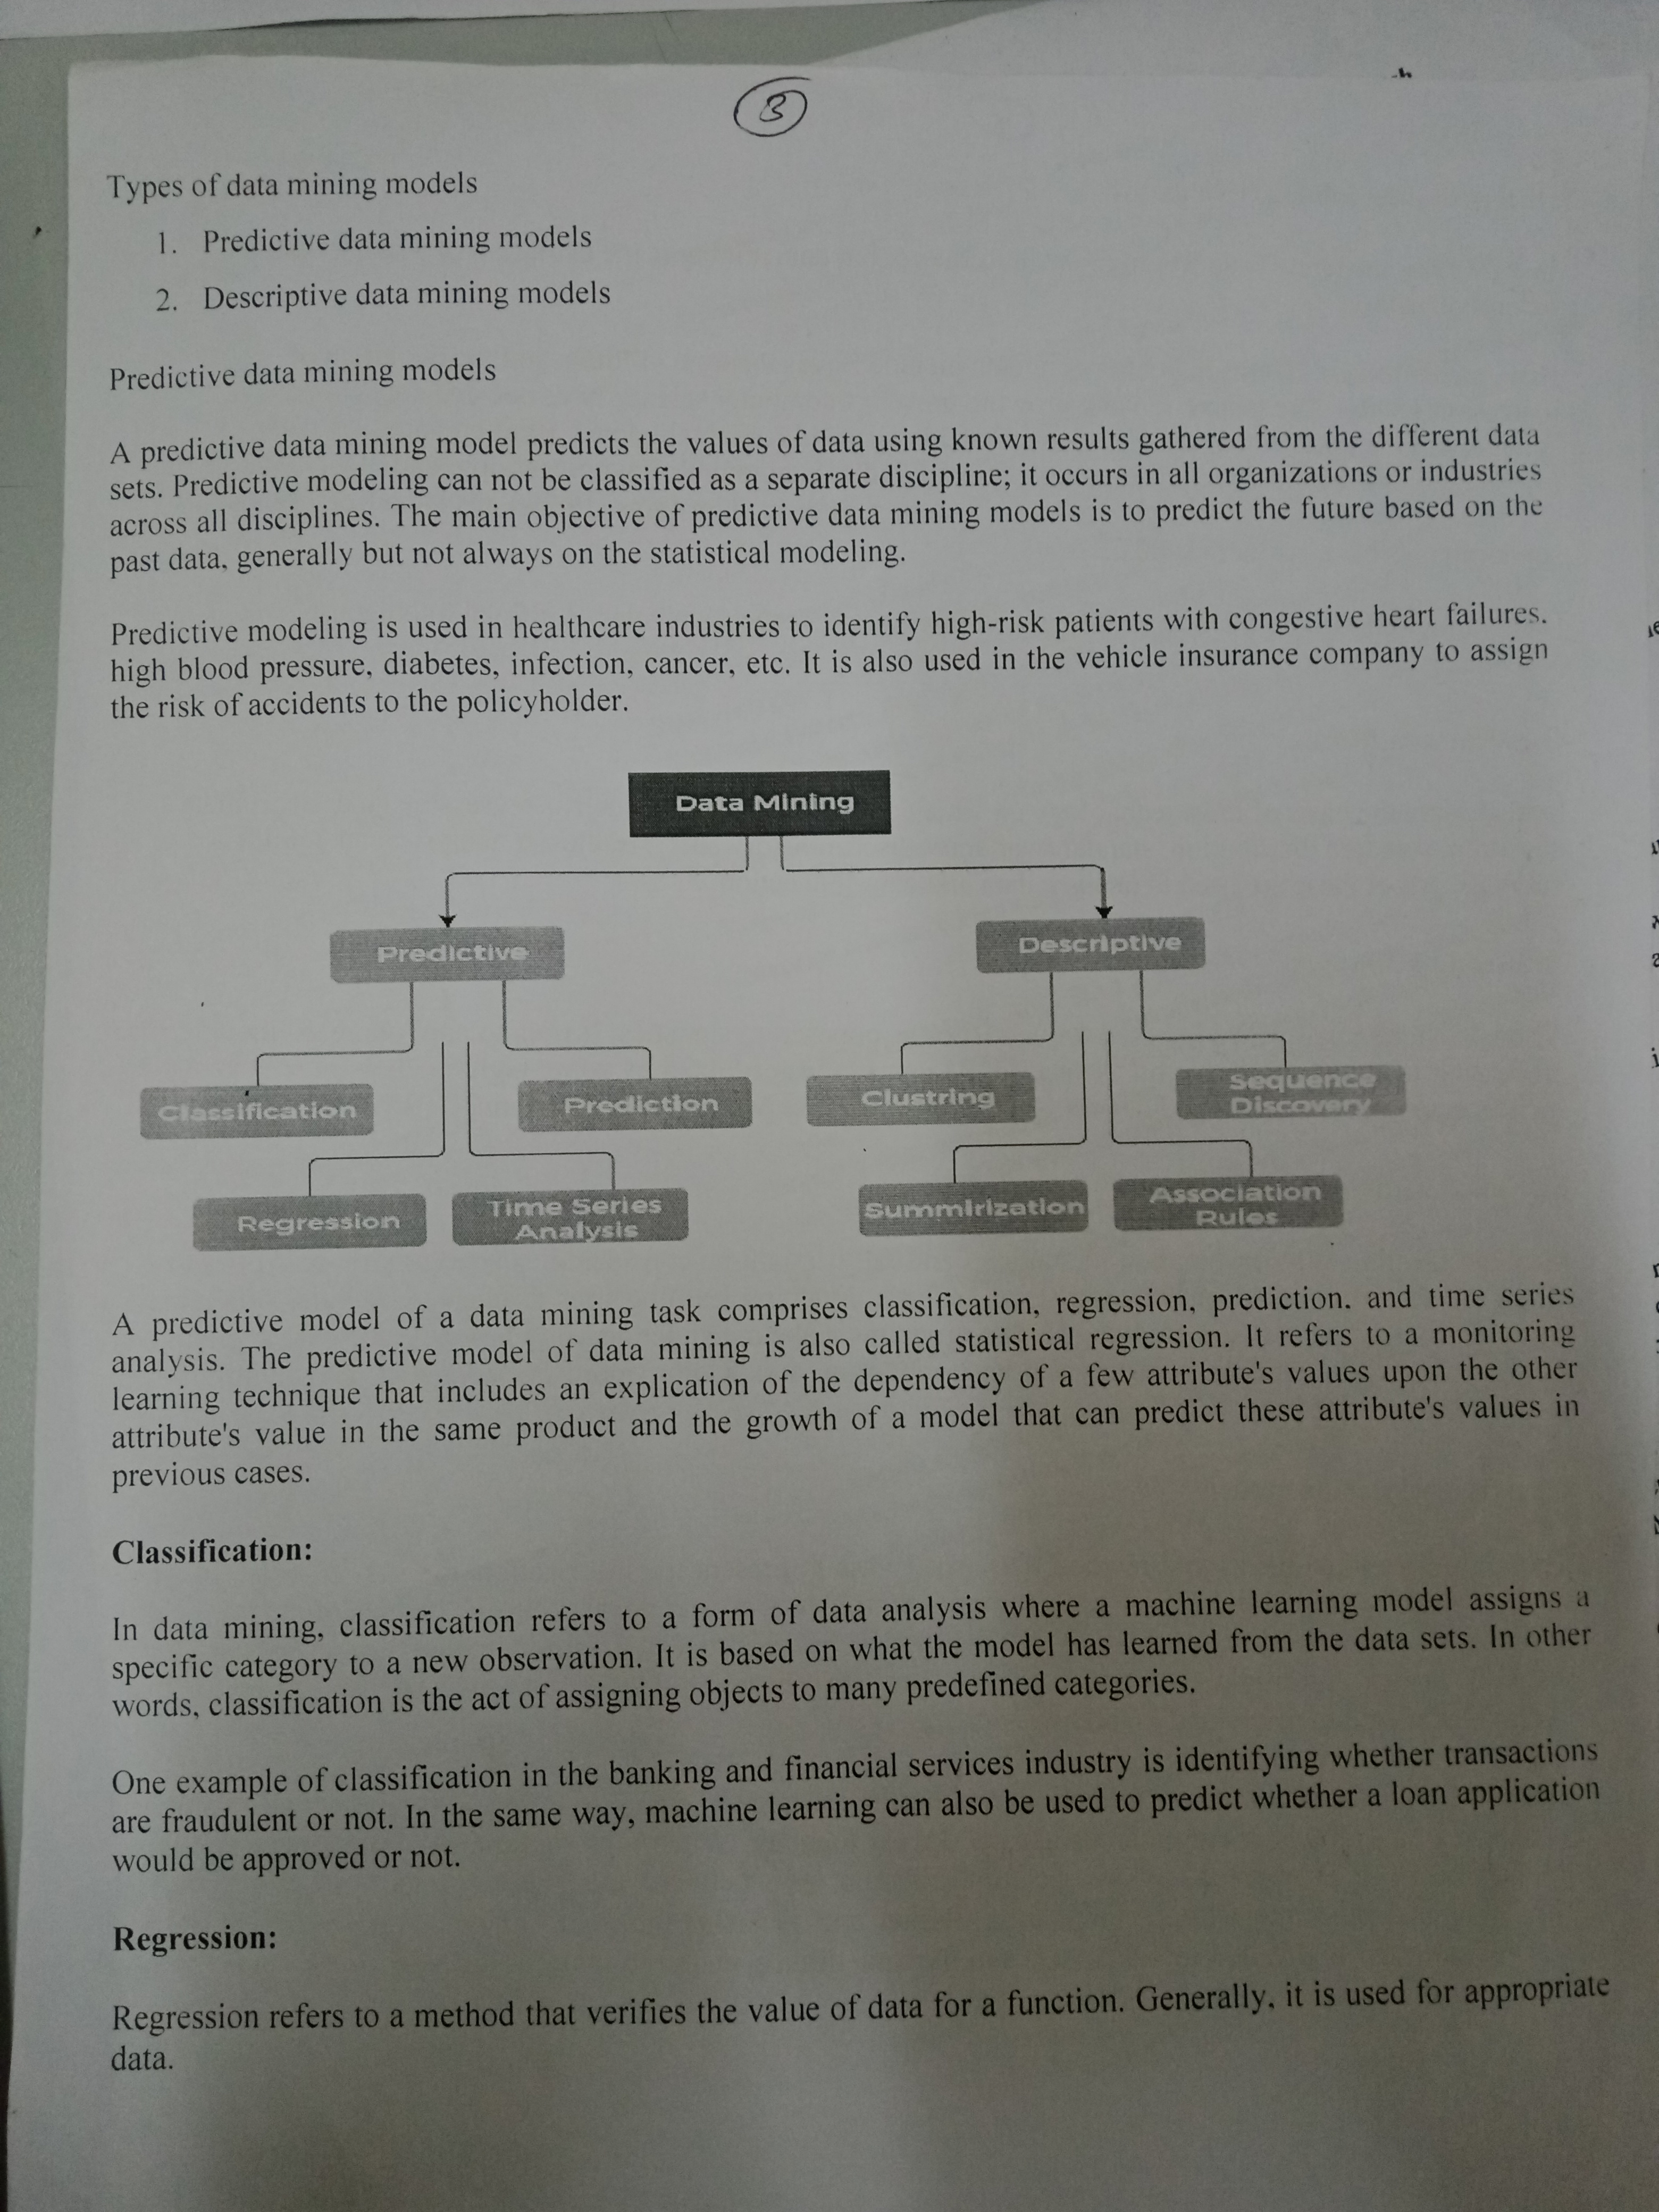 3
Types of data mining models
1. Predictive data mining models
2. Descriptive data mining models
Predictive data mining models
A predictive data mining model predicts the values of data using known results gathered from the different data
sets. Predictive modeling can not be classified as a separate discipline; it occurs in all organizations or industries
across all disciplines. The main objective of predictive data mining models is to predict the future based on the
past data, generally but not always on the statistical modeling.
Predictive modeling is used in healthcare industries to identify high-risk patients with congestive heart failures.
high blood pressure, diabetes, infection, cancer, etc. It is also used in the vehicle insurance company to assign
the risk of accidents to the policyholder.
Data Mining
Predictive
Descriptive
Classification
Prediction
Clustring
Sequence
Discovery
Regression
Time Series
Analysis
Summirization
Association
Rules
A predictive model of a data mining task comprises classification, regression, prediction. and time series
analysis. The predictive model of data mining is also called statistical regression. It refers to a monitoring
learning technique that includes an explication of the dependency of a few attribute's values upon the other
attribute's value in the same product and the growth of a model that can predict these attribute's values in
previous cases.
Classification:
In data mining, classification refers to a form of data analysis where a machine learning model assigns a
specific category to a new observation. It is based on what the model has learned from the data sets. In other
words, classification is the act of assigning objects to many predefined categories.
One example of classification in the banking and financial services industry is identifying whether transactions
are fraudulent or not. In the same way, machine learning can also be used to predict whether a loan application
would be approved or not.
Regression:
Regression refers to a method that verifies the value of data for a function. Generally, it is used for appropriate
data.